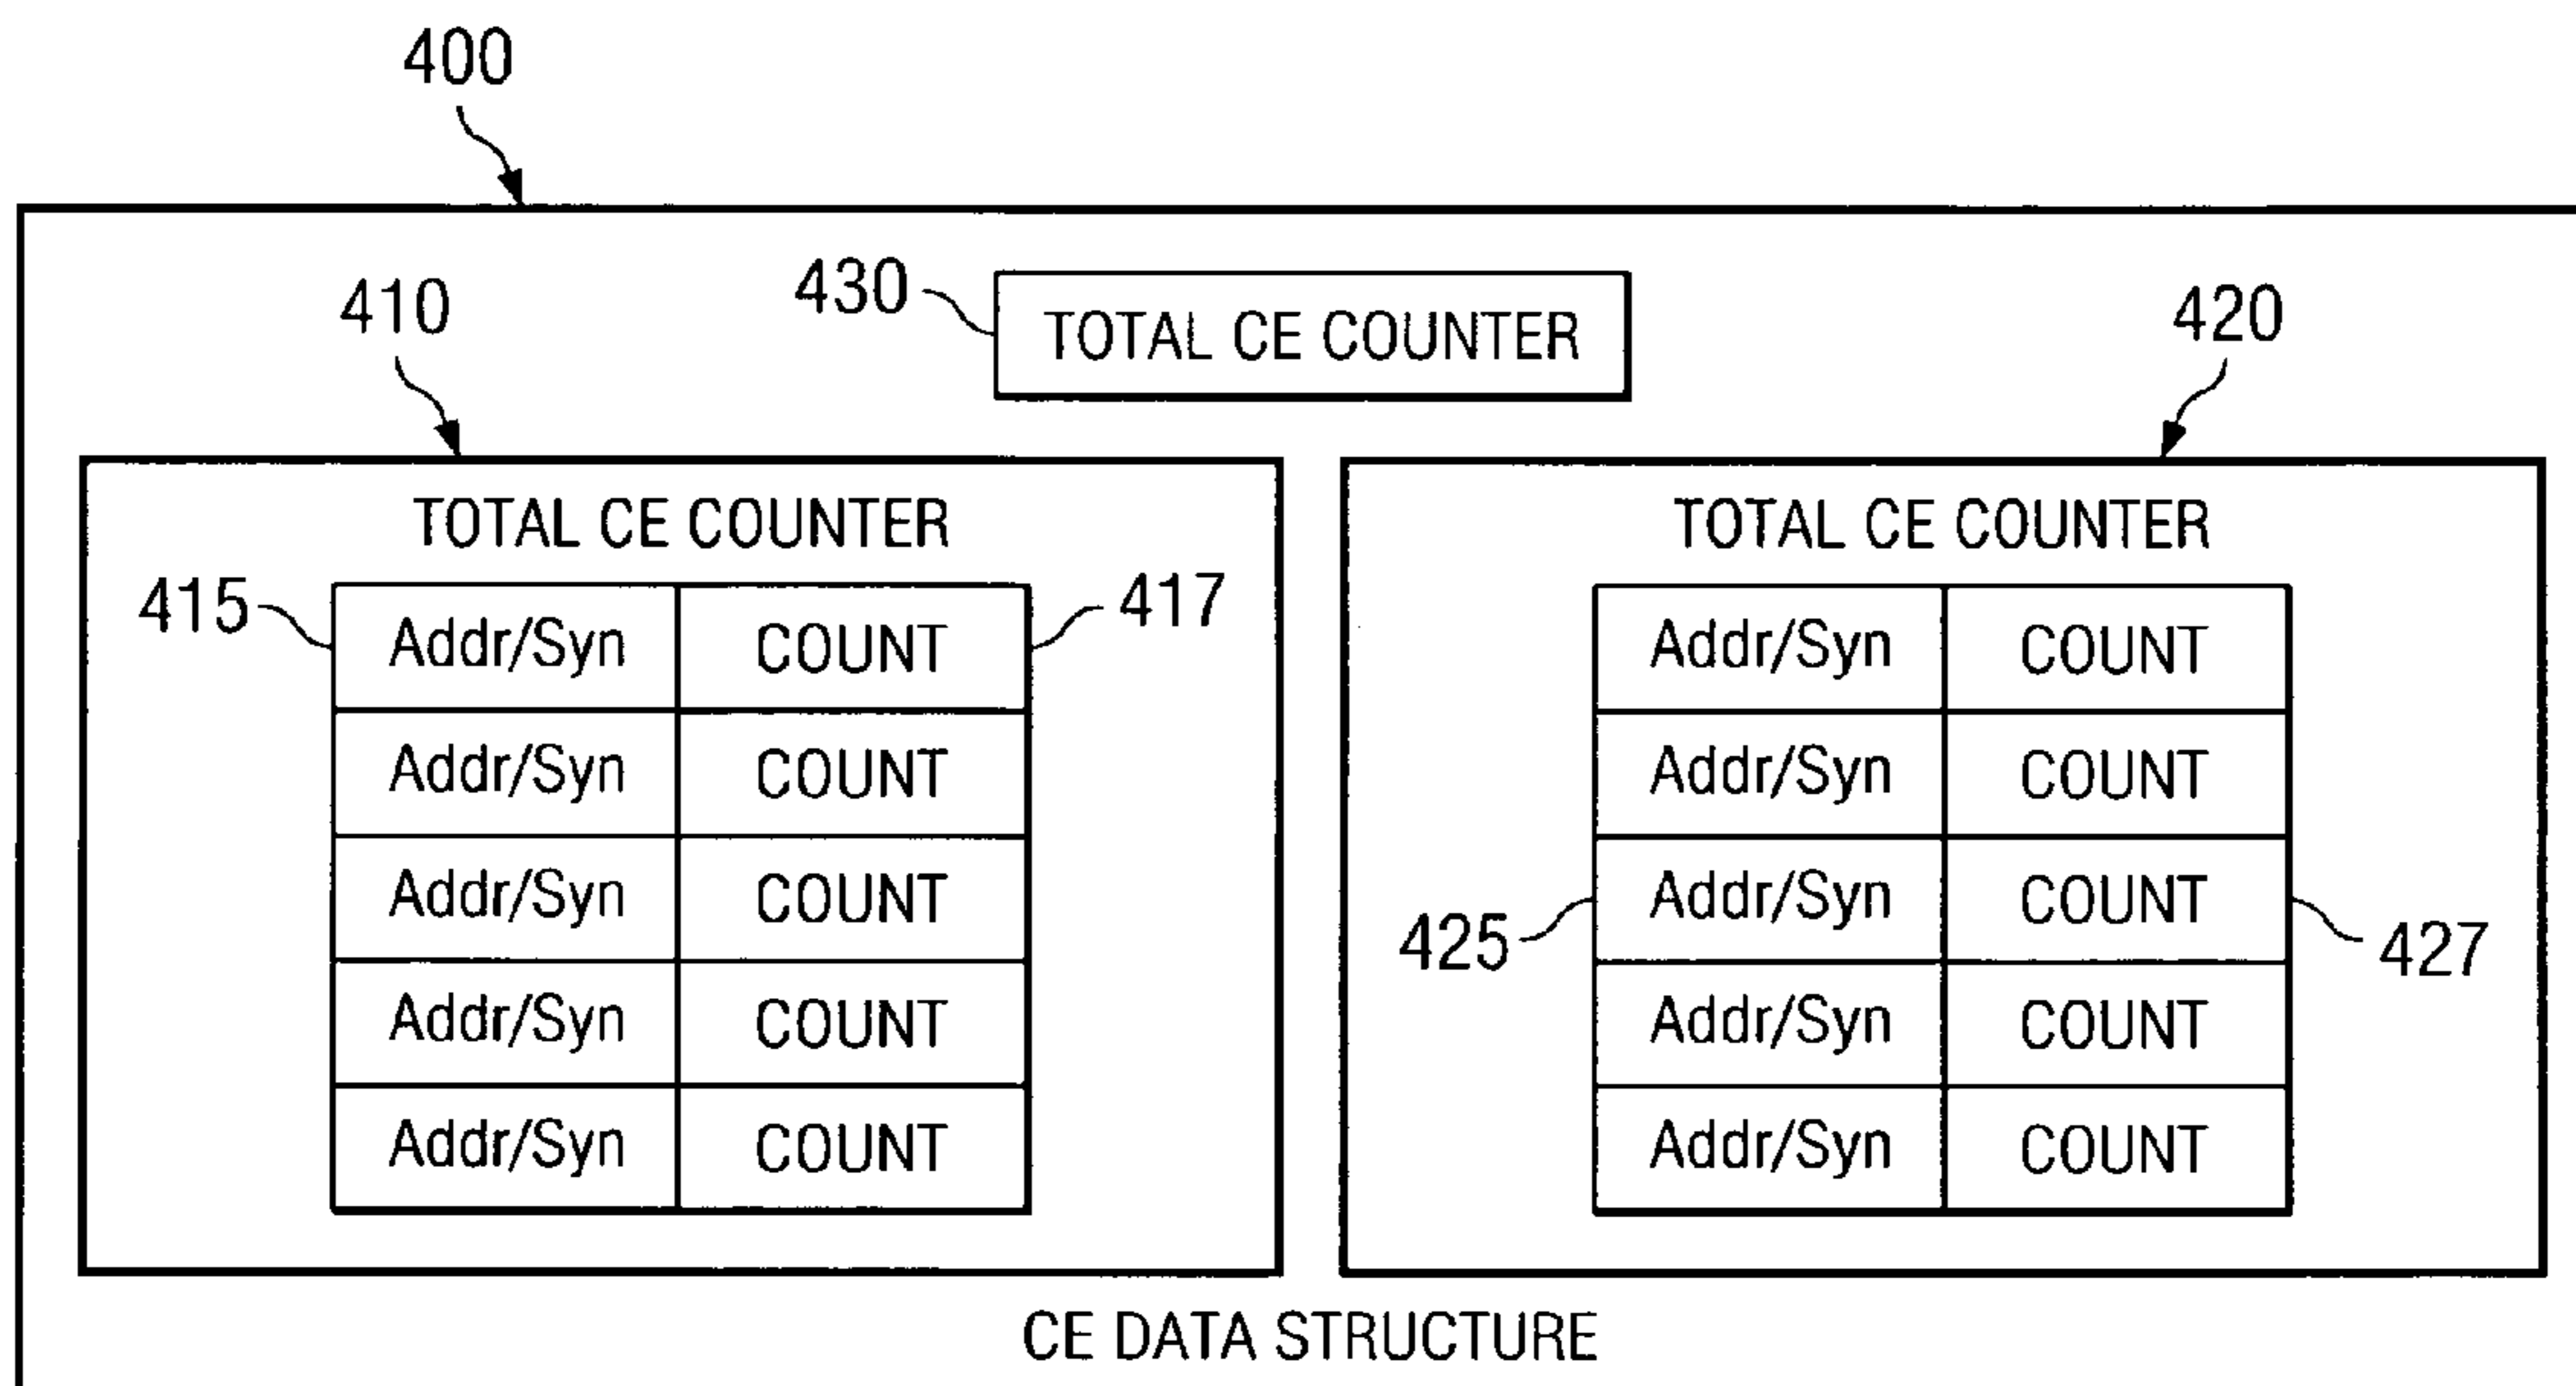 400
430
TOTAL CE COUNTER
410
420
TOTAL CE COUNTER
415
Addr/Syn COUNT
417
Addr/Syn COUNT
Addr/Syn COUNT
Addr/Syn COUNT
Addr/Syn COUNT
TOTAL CE COUNTER
Addr/Syn COUNT
Addr/Syn COUNT
425
Addr/Syn COUNT
427
Addr/Syn COUNT
Addr/Syn COUNT
CE DATA STRUCTURE